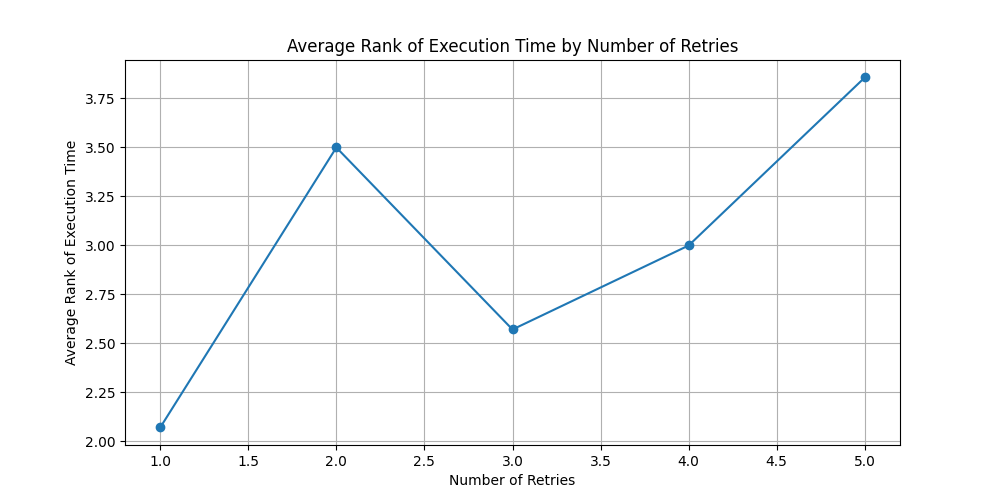 Average Rank of Execution Time by Number of Retries
Average Rank of Execution Time
3.75
3.50
3.25
3.00
2.75
2.50
2.25
2.00
1.0 1.5 2.0 2.5 3.0 3.5 4.0 4.5 5.0
Number of Retries